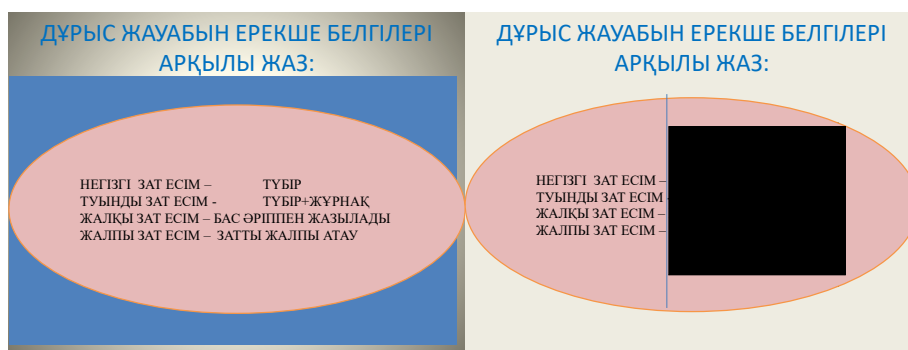 ДҰРЫС ЖАУАБЫН ЕРЕКШЕ БЕЛГІЛЕРІ
АРҚЫЛЫ ЖАЗ:
НЕГІЗГІ ЗАТ ЕСІМ – ТҮБІР
ТУЫНДЫ ЗАТ ЕСІМ - ТҮБІР+ЖҰРНАҚ
ЖАЛҚЫ ЗАТ ЕСІМ – БАС ӘРІППЕН ЖАЗЫЛАДЫ
ЖАЛПЫ ЗАТ ЕСІМ – ЗАТТЫ ЖАЛПЫ АТАУ
ДҰРЫС ЖАУАБЫН ЕРЕКШЕ БЕЛГІЛЕРІ
АРҚЫЛЫ ЖАЗ:
НЕГІЗГІ ЗАТ ЕСІМ –
ТУЫНДЫ ЗАТ ЕСІМ
ЖАЛҚЫ ЗАТ ЕСІМ –
ЖАЛПЫ ЗАТ ЕСІМ –